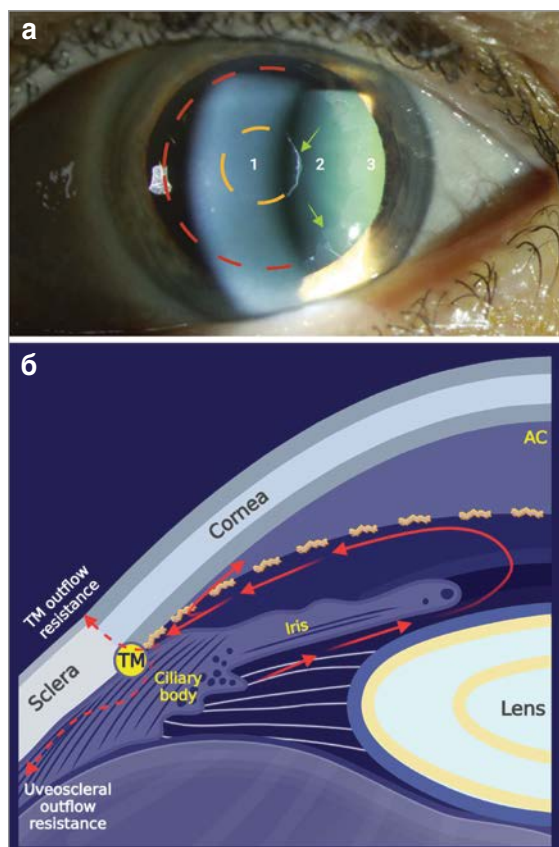 а
1 2 3
б
AC
Cornea
TM outflow
resistance
Iris
TM
Sclera
Ciliary
body
Lens
Uveoscleral
outflow
resistance